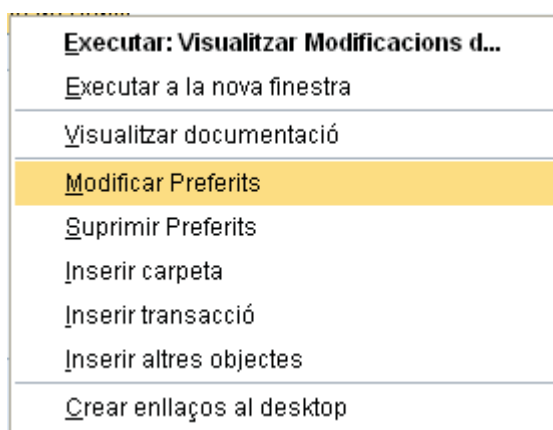 Executar: Visualitzar Modificacions d...
Executar a la nova finestra
Visualitzar documentació
Modificar Preferits
Suprimir Preferits
Inserir carpeta
Inserir transacció
Inserir altres objectes
Crear enllaços al desktop